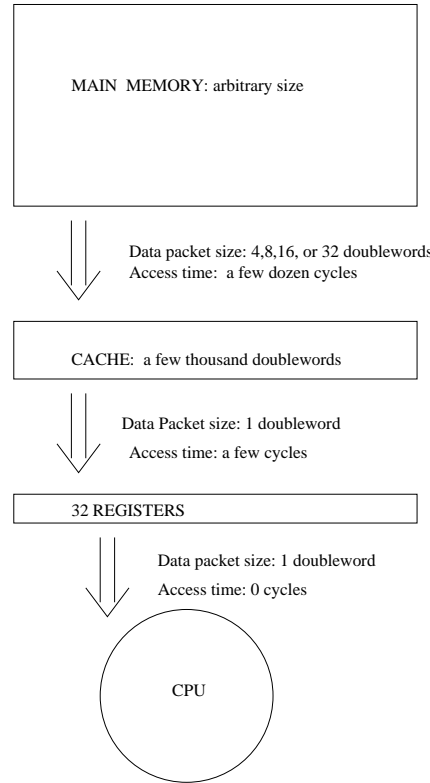 MAIN MEMORY: arbitrary size
Data packet size: 4,8,16, or 32 doublewords
Access time: a few dozen cycles
CACHE: a few thousand doublewords
Data Packet size: 1 doubleword
Access time: a few cycles
32 REGISTERS
Data packet size: 1 doubleword
Access time: 0 cycles
CPU